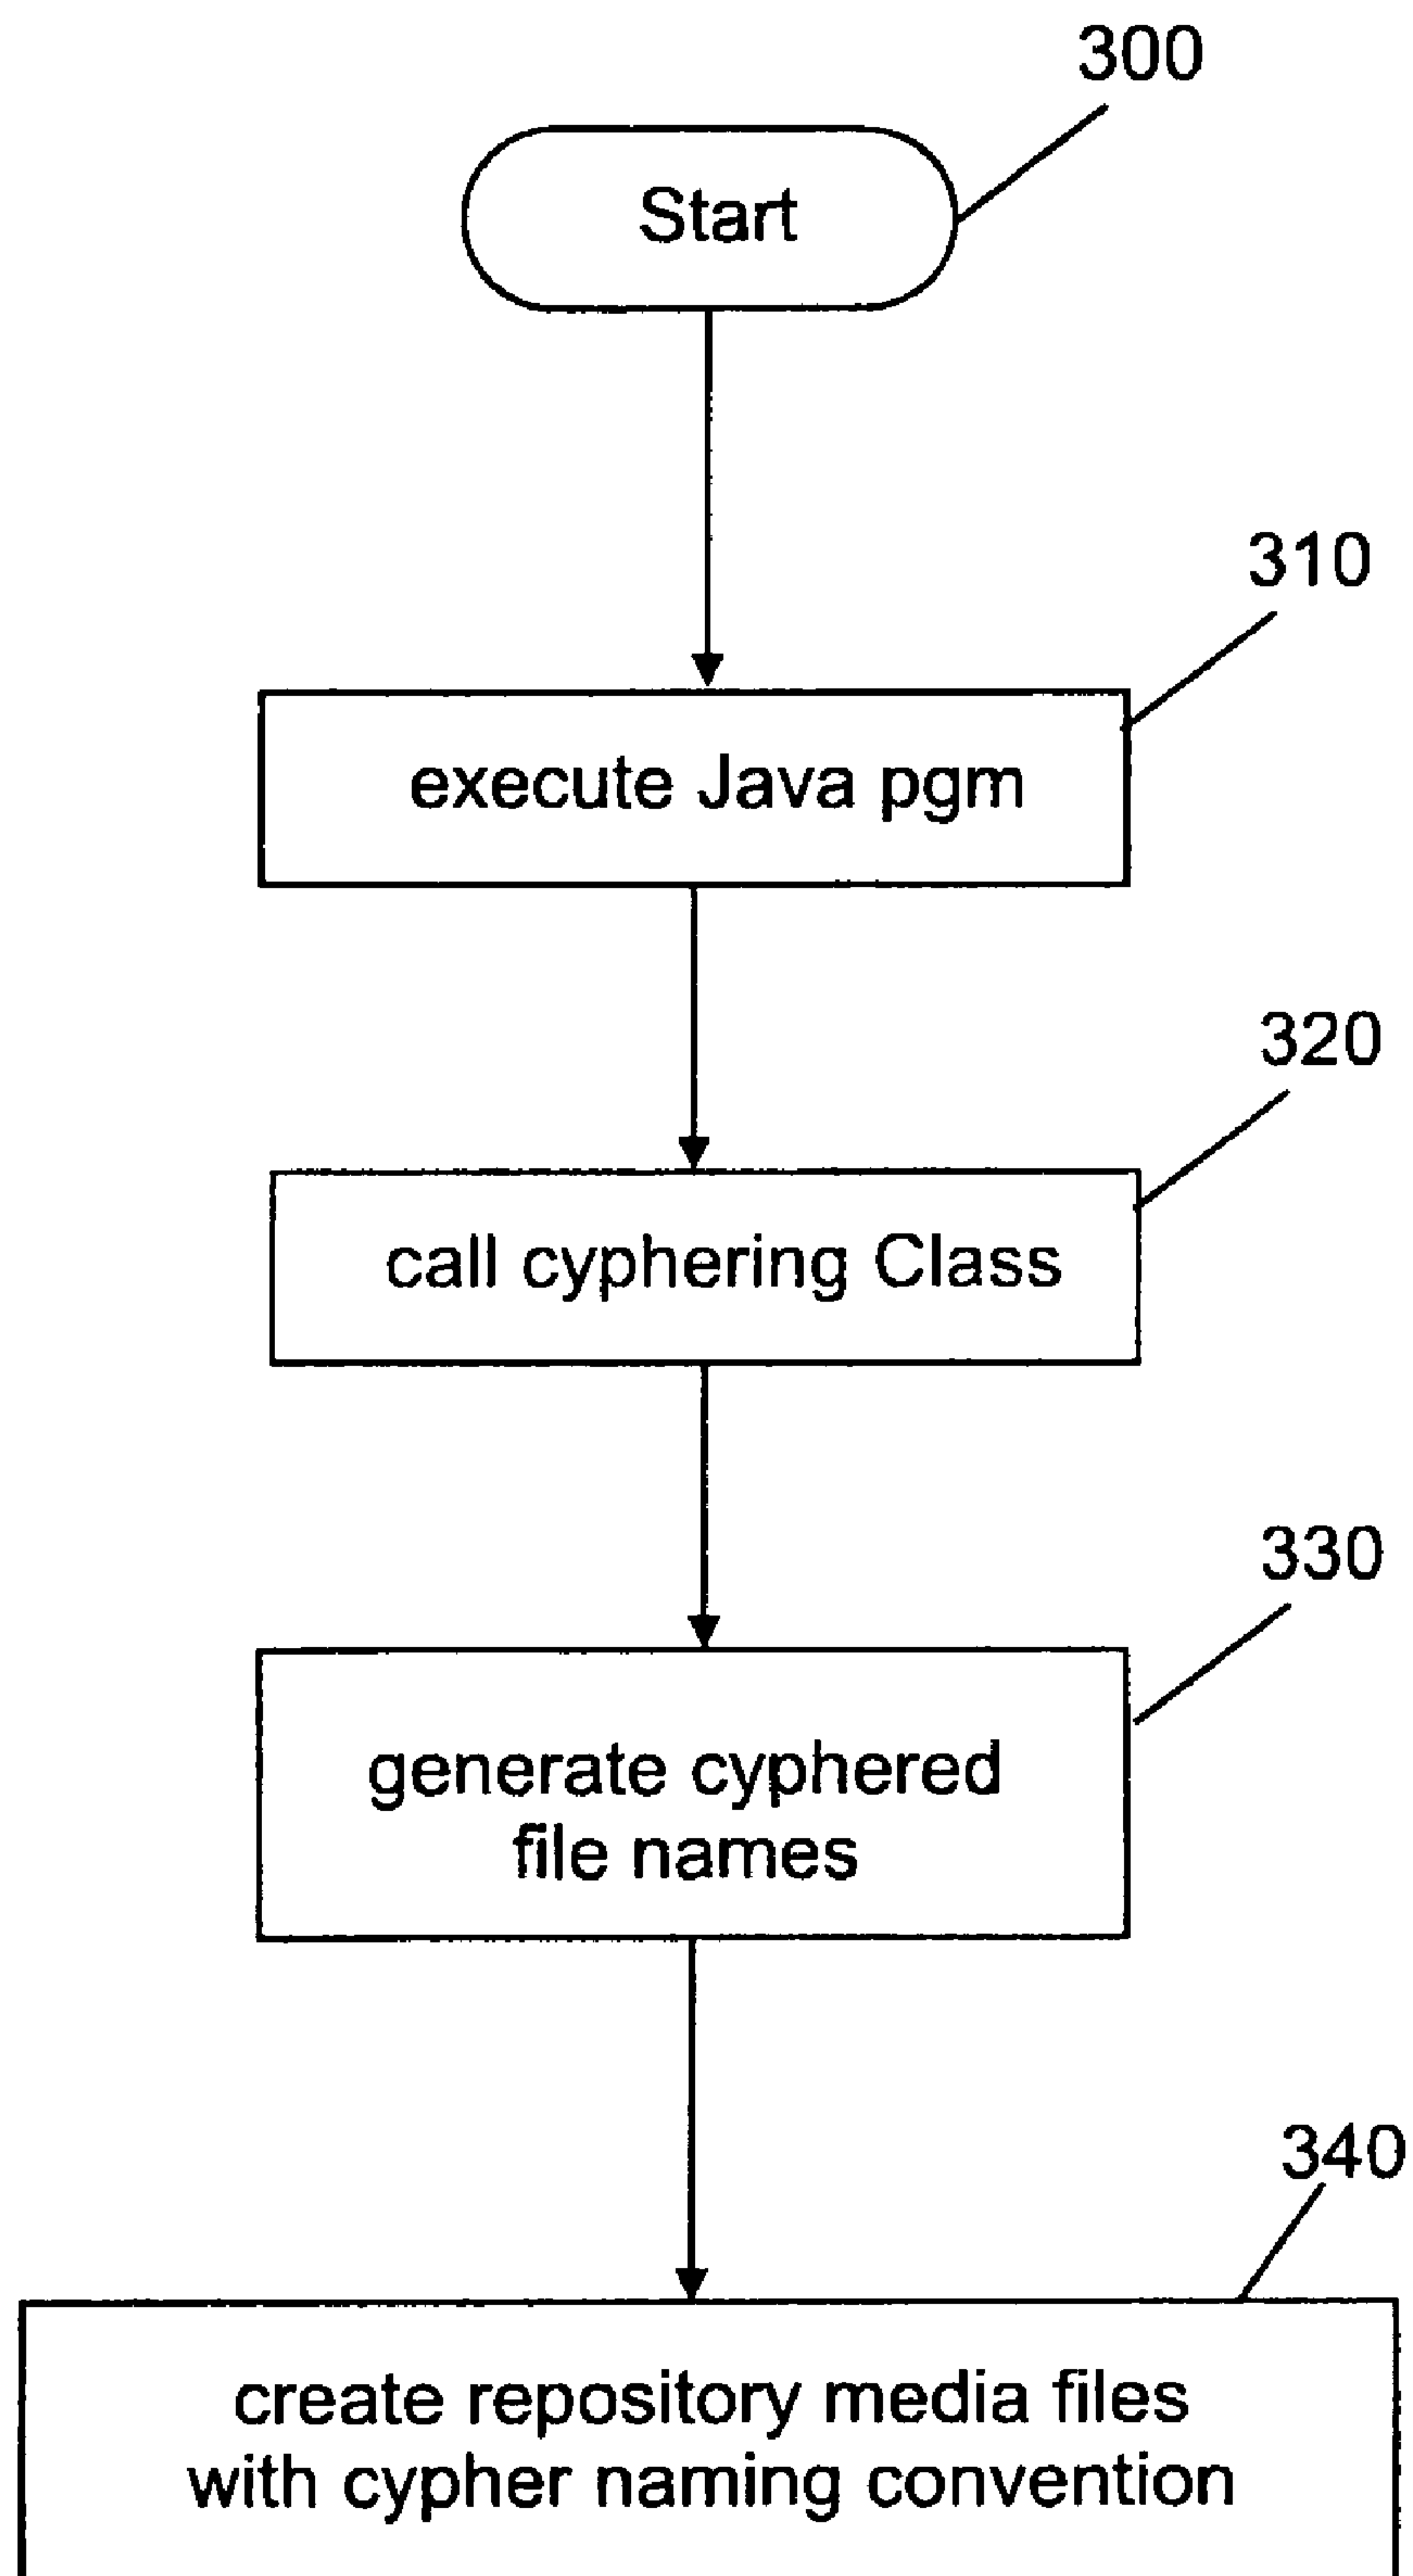 300
Start
310
execute Java pgm
320
call cyphering Class
330
generate cyphered
file names
340
create repository media files
with cypher naming convention